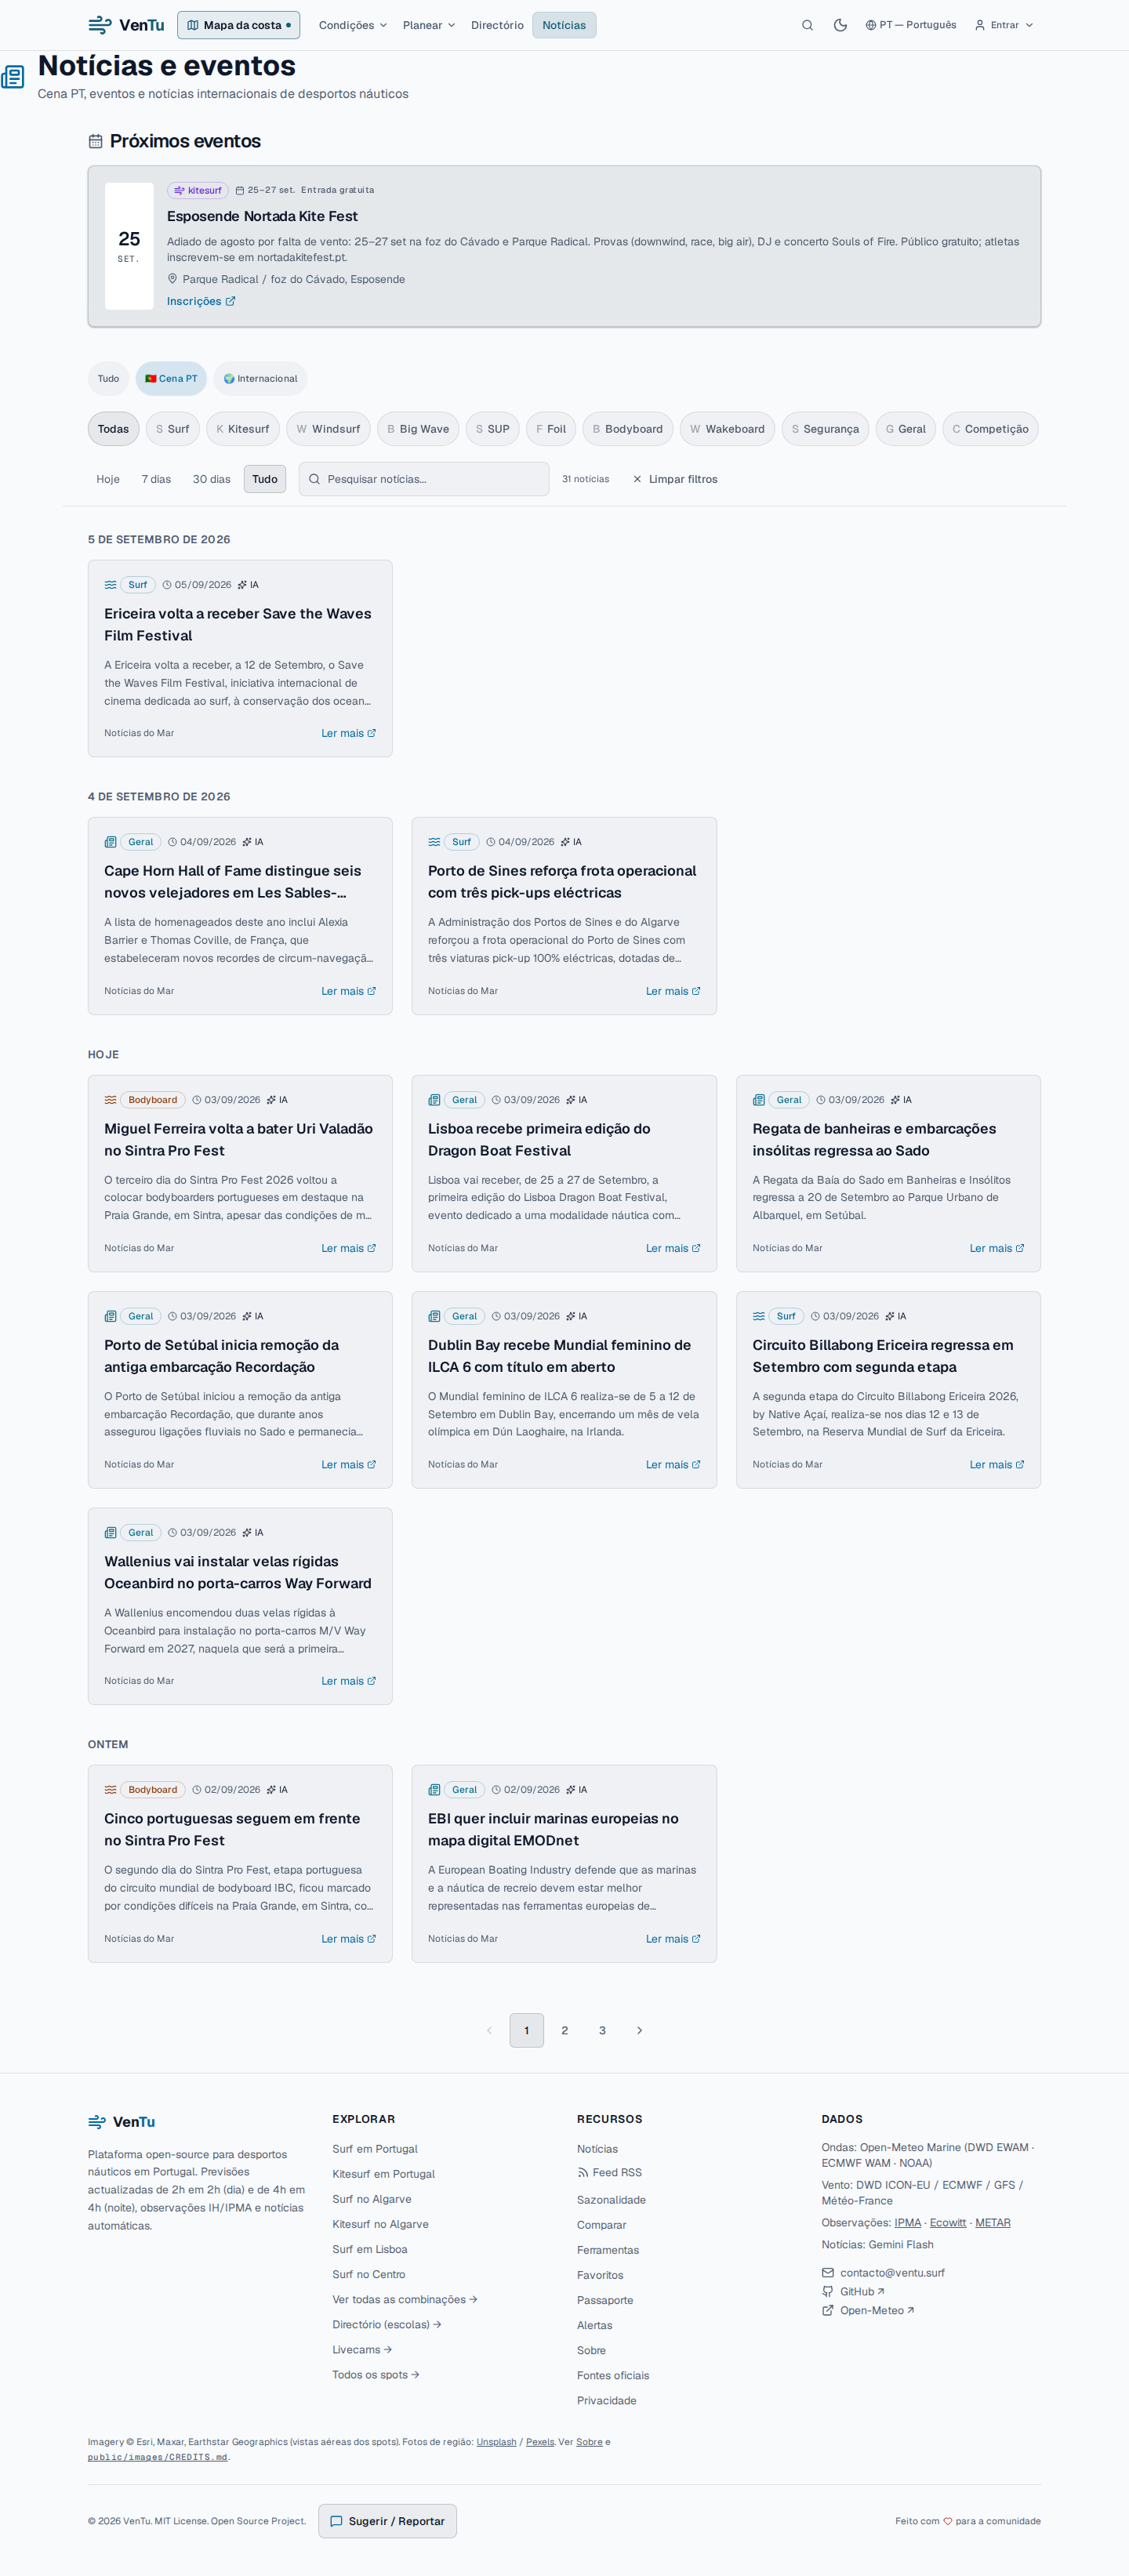 VenTu
Mapa da costa
Condições
Planear
Directório
Notícias
PT — Português
Entrar
Notícias e eventos
Cena PT, eventos e notícias internacionais de desportos náuticos
Próximos eventos
25
SET.
kitesurf 25–27 set. Entrada gratuita
Esposende Nortada Kite Fest
Adiado de agosto por falta de vento: 25–27 set na foz do Cávado e Parque Radical. Provas (downwind, race, big air), DJ e concerto Souls of Fire. Público gratuito; atletas
inscrevem-se em nortadakitefest.pt.
Parque Radical / foz do Cávado, Esposende
Inscrições
Tudo
🇵🇹 Cena PT
🌍 Internacional
Todas
S Surf
K Kitesurf
W Windsurf
B Big Wave
S SUP
F Foil
B Bodyboard
W Wakeboard
S Segurança
G Geral
C Competição
Hoje
7 dias
30 dias
Tudo
Pesquisar notícias...
31 notícias
Limpar filtros
5 DE SETEMBRO DE 2026
Surf 05/09/2026 IA
Ericeira volta a receber Save the Waves
Film Festival
A Ericeira volta a receber, a 12 de Setembro, o Save
the Waves Film Festival, iniciativa internacional de
cinema dedicada ao surf, à conservação dos ocean...
Notícias do Mar
Ler mais
4 DE SETEMBRO DE 2026
Geral 04/09/2026 IA
Cape Horn Hall of Fame distingue seis
novos velejadores em Les Sables-...
A lista de homenageados deste ano inclui Alexia
Barrier e Thomas Coville, de França, que
estabeleceram novos recordes de circum-navegaçã...
Notícias do Mar
Ler mais
Surf 04/09/2026 IA
Porto de Sines reforça frota operacional
com três pick-ups eléctricas
A Administração dos Portos de Sines e do Algarve
reforçou a frota operacional do Porto de Sines com
três viaturas pick-up 100% eléctricas, dotadas de...
Notícias do Mar
Ler mais
HOJE
Bodyboard 03/09/2026 IA
Miguel Ferreira volta a bater Uri Valadão
no Sintra Pro Fest
O terceiro dia do Sintra Pro Fest 2026 voltou a
colocar bodyboarders portugueses em destaque na
Praia Grande, em Sintra, apesar das condições de m...
Notícias do Mar
Ler mais
Geral 03/09/2026 IA
Lisboa recebe primeira edição do
Dragon Boat Festival
Lisboa vai receber, de 25 a 27 de Setembro, a
primeira edição do Lisboa Dragon Boat Festival,
evento dedicado a uma modalidade náutica com...
Notícias do Mar
Ler mais
Geral 03/09/2026 IA
Regata de banheiras e embarcações
insólitas regressa ao Sado
A Regata da Baía do Sado em Banheiras e Insólitos
regressa a 20 de Setembro ao Parque Urbano de
Albarquel, em Setúbal.
Notícias do Mar
Ler mais
Geral 03/09/2026 IA
Porto de Setúbal inicia remoção da
antiga embarcação Recordação
O Porto de Setúbal iniciou a remoção da antiga
embarcação Recordação, que durante anos
assegurou ligações fluviais no Sado e permanecia...
Notícias do Mar
Ler mais
Geral 03/09/2026 IA
Dublin Bay recebe Mundial feminino de
ILCA 6 com título em aberto
O Mundial feminino de ILCA 6 realiza-se de 5 a 12 de
Setembro em Dublin Bay, encerrando um mês de vela
olímpica em Dún Laoghaire, na Irlanda.
Notícias do Mar
Ler mais
Surf 03/09/2026 IA
Circuito Billabong Ericeira regressa em
Setembro com segunda etapa
A segunda etapa do Circuito Billabong Ericeira 2026,
by Native Açaí, realiza-se nos dias 12 e 13 de
Setembro, na Reserva Mundial de Surf da Ericeira.
Notícias do Mar
Ler mais
Geral 03/09/2026 IA
Wallenius vai instalar velas rígidas
Oceanbird no porta-carros Way Forward
A Wallenius encomendou duas velas rígidas à
Oceanbird para instalação no porta-carros M/V Way
Forward em 2027, naquela que será a primeira...
Notícias do Mar
Ler mais
ONTEM
Bodyboard 02/09/2026 IA
Cinco portuguesas seguem em frente
no Sintra Pro Fest
O segundo dia do Sintra Pro Fest, etapa portuguesa
do circuito mundial de bodyboard IBC, ficou marcado
por condições difíceis na Praia Grande, em Sintra, co...
Notícias do Mar
Ler mais
Geral 02/09/2026 IA
EBI quer incluir marinas europeias no
mapa digital EMODnet
A European Boating Industry defende que as marinas
e a náutica de recreio devem estar melhor
representadas nas ferramentas europeias de...
Notícias do Mar
Ler mais
1 2 3
VenTu
Plataforma open-source para desportos
náuticos em Portugal. Previsões
actualizadas de 2h em 2h (dia) e de 4h em
4h (noite), observações IH/IPMA e notícias
automáticas.
EXPLORAR
Surf em Portugal
Kitesurf em Portugal
Surf no Algarve
Kitesurf no Algarve
Surf em Lisboa
Surf no Centro
Ver todas as combinações →
Directório (escolas) →
Livecams →
Todos os spots →
RECURSOS
Notícias
Feed RSS
Sazonalidade
Comparar
Ferramentas
Favoritos
Passaporte
Alertas
Sobre
Fontes oficiais
Privacidade
DADOS
Ondas: Open-Meteo Marine (DWD EWAM ·
ECMWF WAM · NOAA)
Vento: DWD ICON-EU / ECMWF / GFS /
Météo-France
Observações: IPMA · Ecowitt · METAR
Notícias: Gemini Flash
contacto@ventu.surf
GitHub ↗
Open-Meteo ↗
Imagery © Esri, Maxar, Earthstar Geographics (vistas aéreas dos spots). Fotos de região: Unsplash / Pexels. Ver Sobre e
public/images/CREDITS.md.
© 2026 VenTu. MIT License. Open Source Project.
Sugerir / Reportar
Feito com ♡ para a comunidade